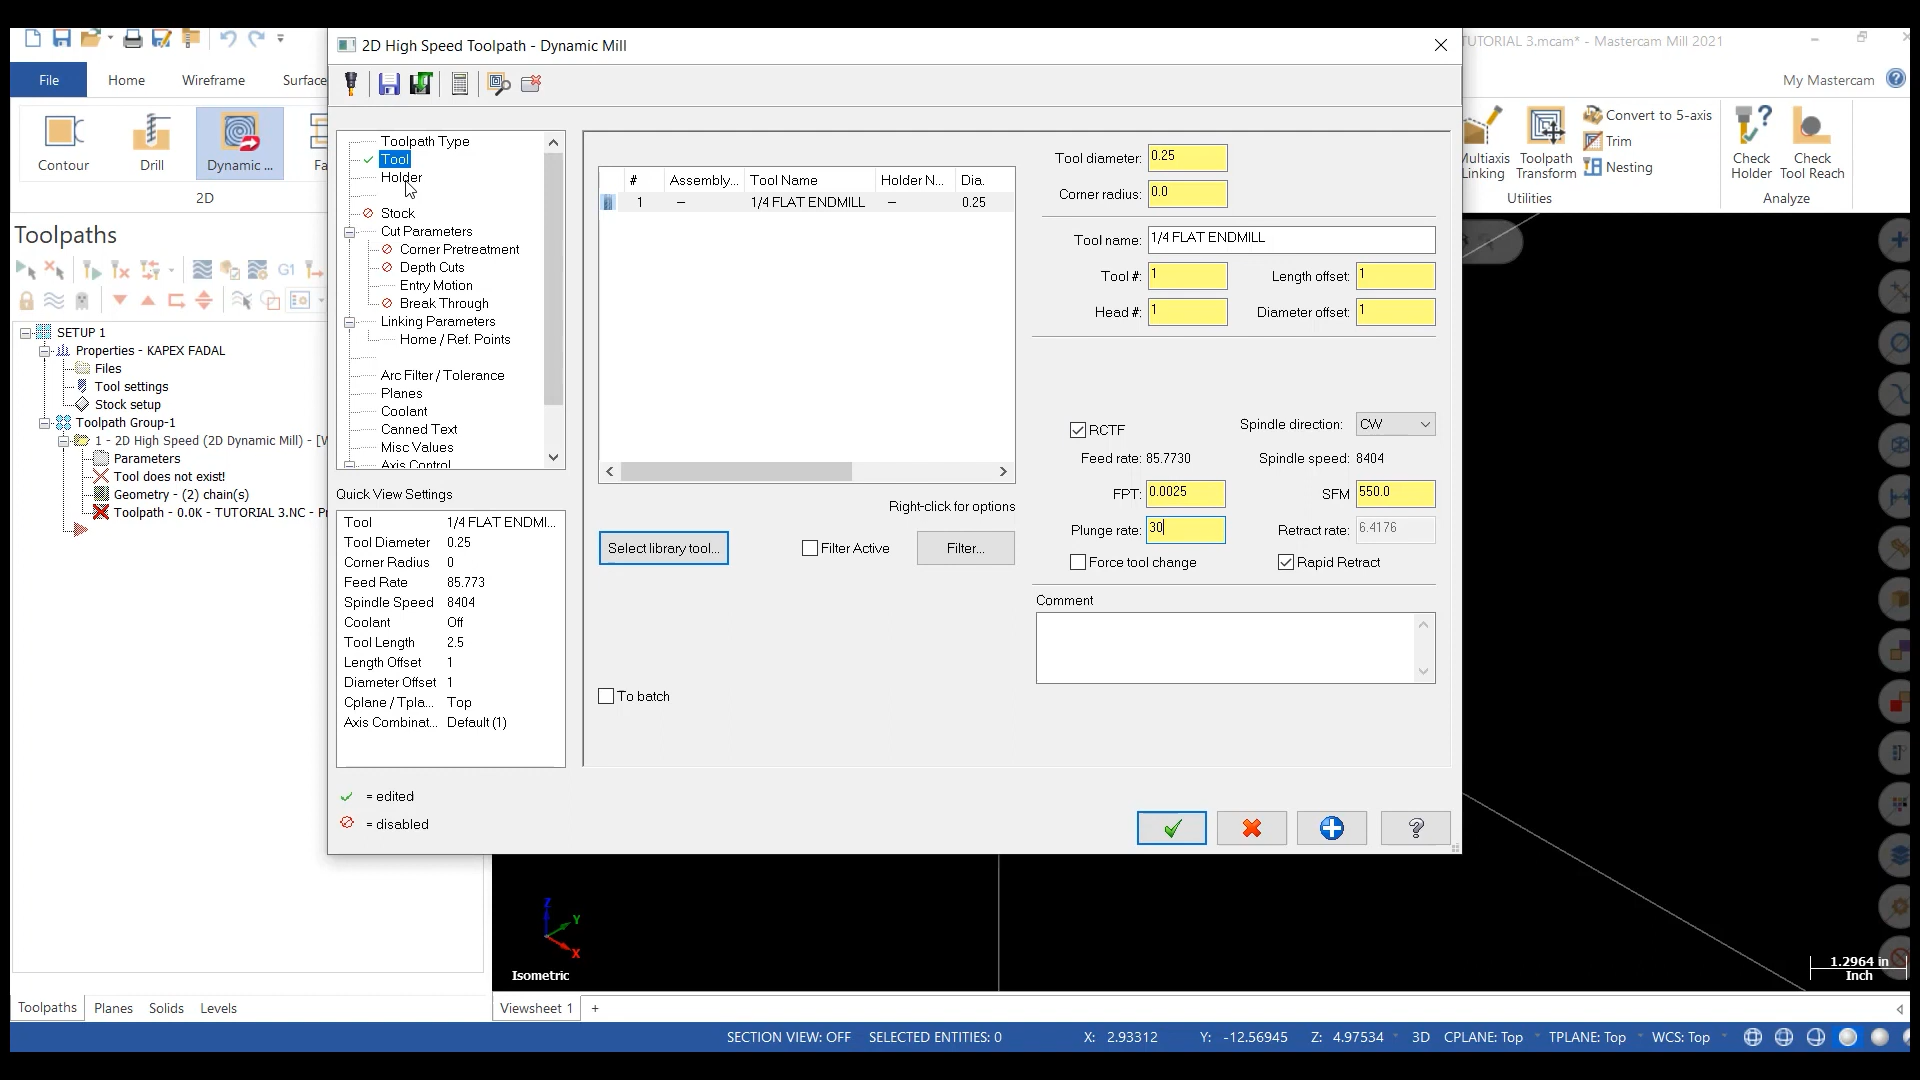 2D High Speed Toolpath - Dynamic Mill
TUTORIAL 3.mcam* - Mastercam Mill 2021
File
Home
Wireframe
Surface
My Mastercam
Contour
Drill
Dynamic ...
Fa
2D
Multiaxis Linking
Toolpath Transform
Convert to 5-axis
Trim
Nesting
Utilities
Check Holder
Check Tool Reach
Analyze
Toolpaths
G1
SETUP 1
Properties - KAPEX FADAL
Files
Tool settings
Stock setup
Toolpath Group-1
1 - 2D High Speed (2D Dynamic Mill) - [W
Parameters
Tool does not exist!
Geometry - (2) chain(s)
Toolpath - 0.0K - TUTORIAL 3.NC - Pr
Toolpath Type
Tool
Holder
Stock
Cut Parameters
Corner Pretreatment
Depth Cuts
Entry Motion
Break Through
Linking Parameters
Home / Ref. Points
Arc Filter / Tolerance
Planes
Coolant
Canned Text
Misc Values
Axis Control
Quick View Settings
Tool 1/4 FLAT ENDMI...
Tool Diameter 0.25
Corner Radius 0
Feed Rate 85.773
Spindle Speed 8404
Coolant Off
Tool Length 2.5
Length Offset 1
Diameter Offset 1
Cplane / Tpla... Top
Axis Combinat... Default (1)
= edited
= disabled
# Assembly... Tool Name Holder N... Dia.
1 -- 1/4 FLAT ENDMILL -- 0.25
Right-click for options
Select library tool...
Filter Active
Filter...
To batch
Tool diameter: 0.25
Corner radius: 0.0
Tool name: 1/4 FLAT ENDMILL
Tool #: 1 Length offset: 1
Head #: 1 Diameter offset: 1
RCTF Spindle direction: CW
Feed rate: 85.7730 Spindle speed: 8404
FPT: 0.0025 SFM 550.0
Plunge rate: 30 Retract rate: 6.4176
Force tool change Rapid Retract
Comment
Z
Y
X
Isometric
1.2964 in
Inch
Toolpaths Planes Solids Levels
Viewsheet 1 +
SECTION VIEW: OFF SELECTED ENTITIES: 0 X: 2.93312 Y: -12.56945 Z: 4.97534 3D CPLANE: Top TPLANE: Top WCS: Top